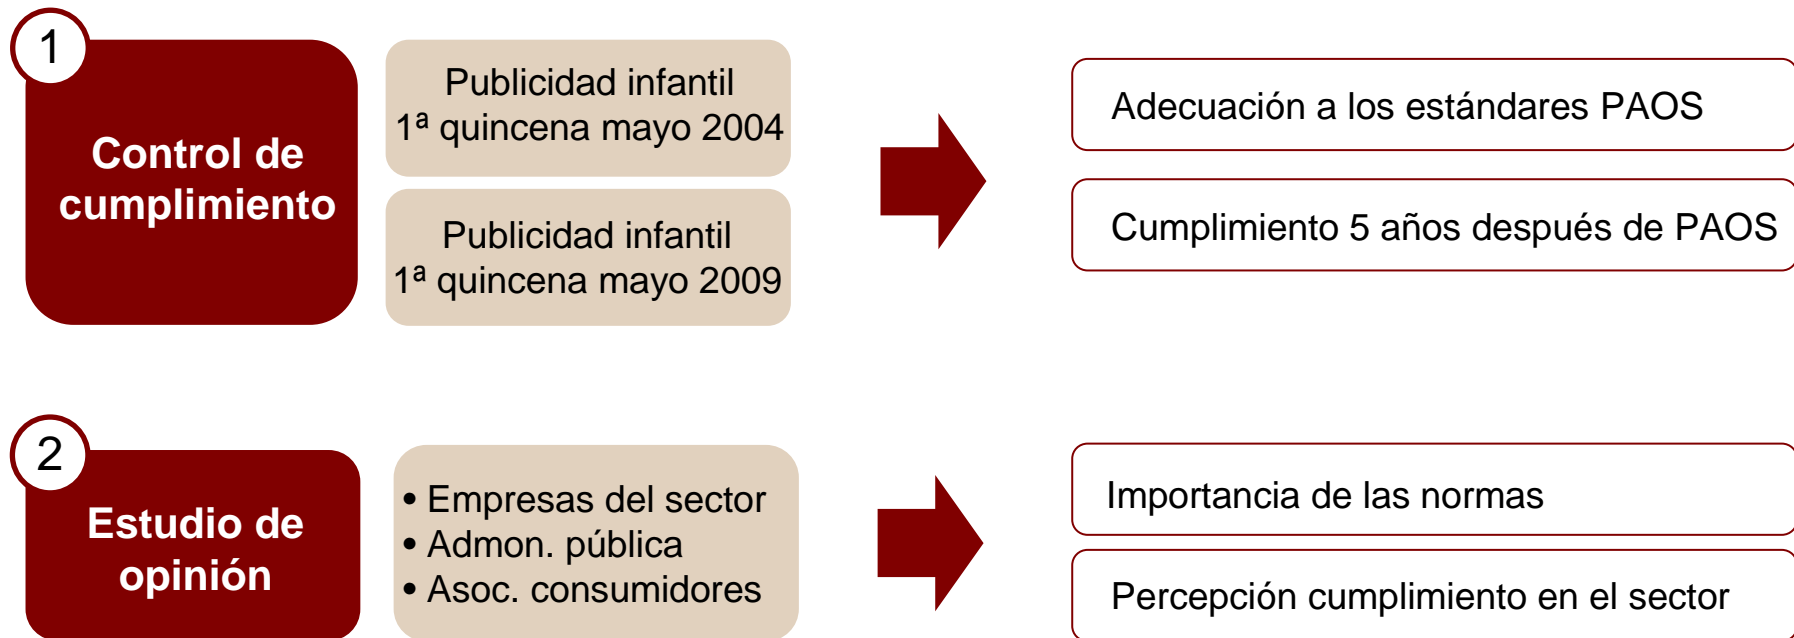 1
Control de
cumplimiento
Publicidad infantil
1ª quincena mayo 2004
Publicidad infantil
1ª quincena mayo 2009
Adecuación a los estándares PAOS
Cumplimiento 5 años después de PAOS
2
Estudio de
opinión
• Empresas del sector
• Admon. pública
• Asoc. consumidores
Importancia de las normas
Percepción cumplimiento en el sector